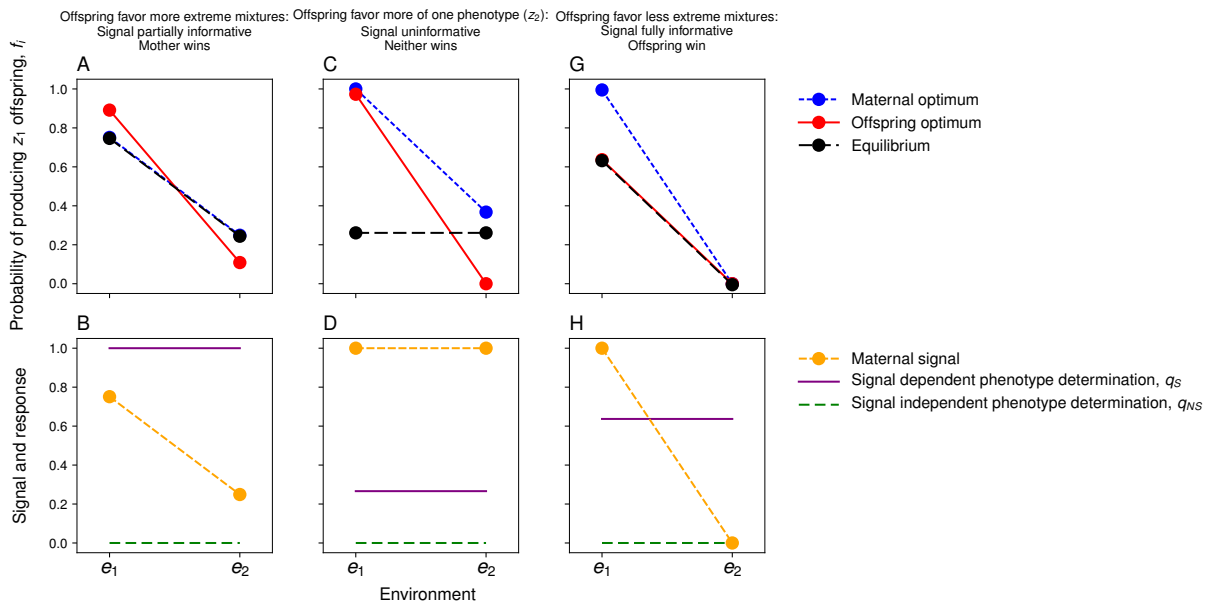 Offspring favor more extreme mixtures:
Signal partially informative
Mother wins
Offspring favor more of one phenotype (z₂):
Signal uninformative
Neither wins
Offspring favor less extreme mixtures:
Signal fully informative
Offspring win
Probability of producing z₁ offspring, fᵢ
A
1.0
0.8
0.6
0.4
0.2
0.0
C
G
Maternal optimum
Offspring optimum
Equilibrium
Signal and response
B
1.0
0.8
0.6
0.4
0.2
0.0
e₁
e₂
D
e₁
e₂
H
e₁
e₂
Environment
Maternal signal
Signal dependent phenotype determination, q_S
Signal independent phenotype determination, q_NS